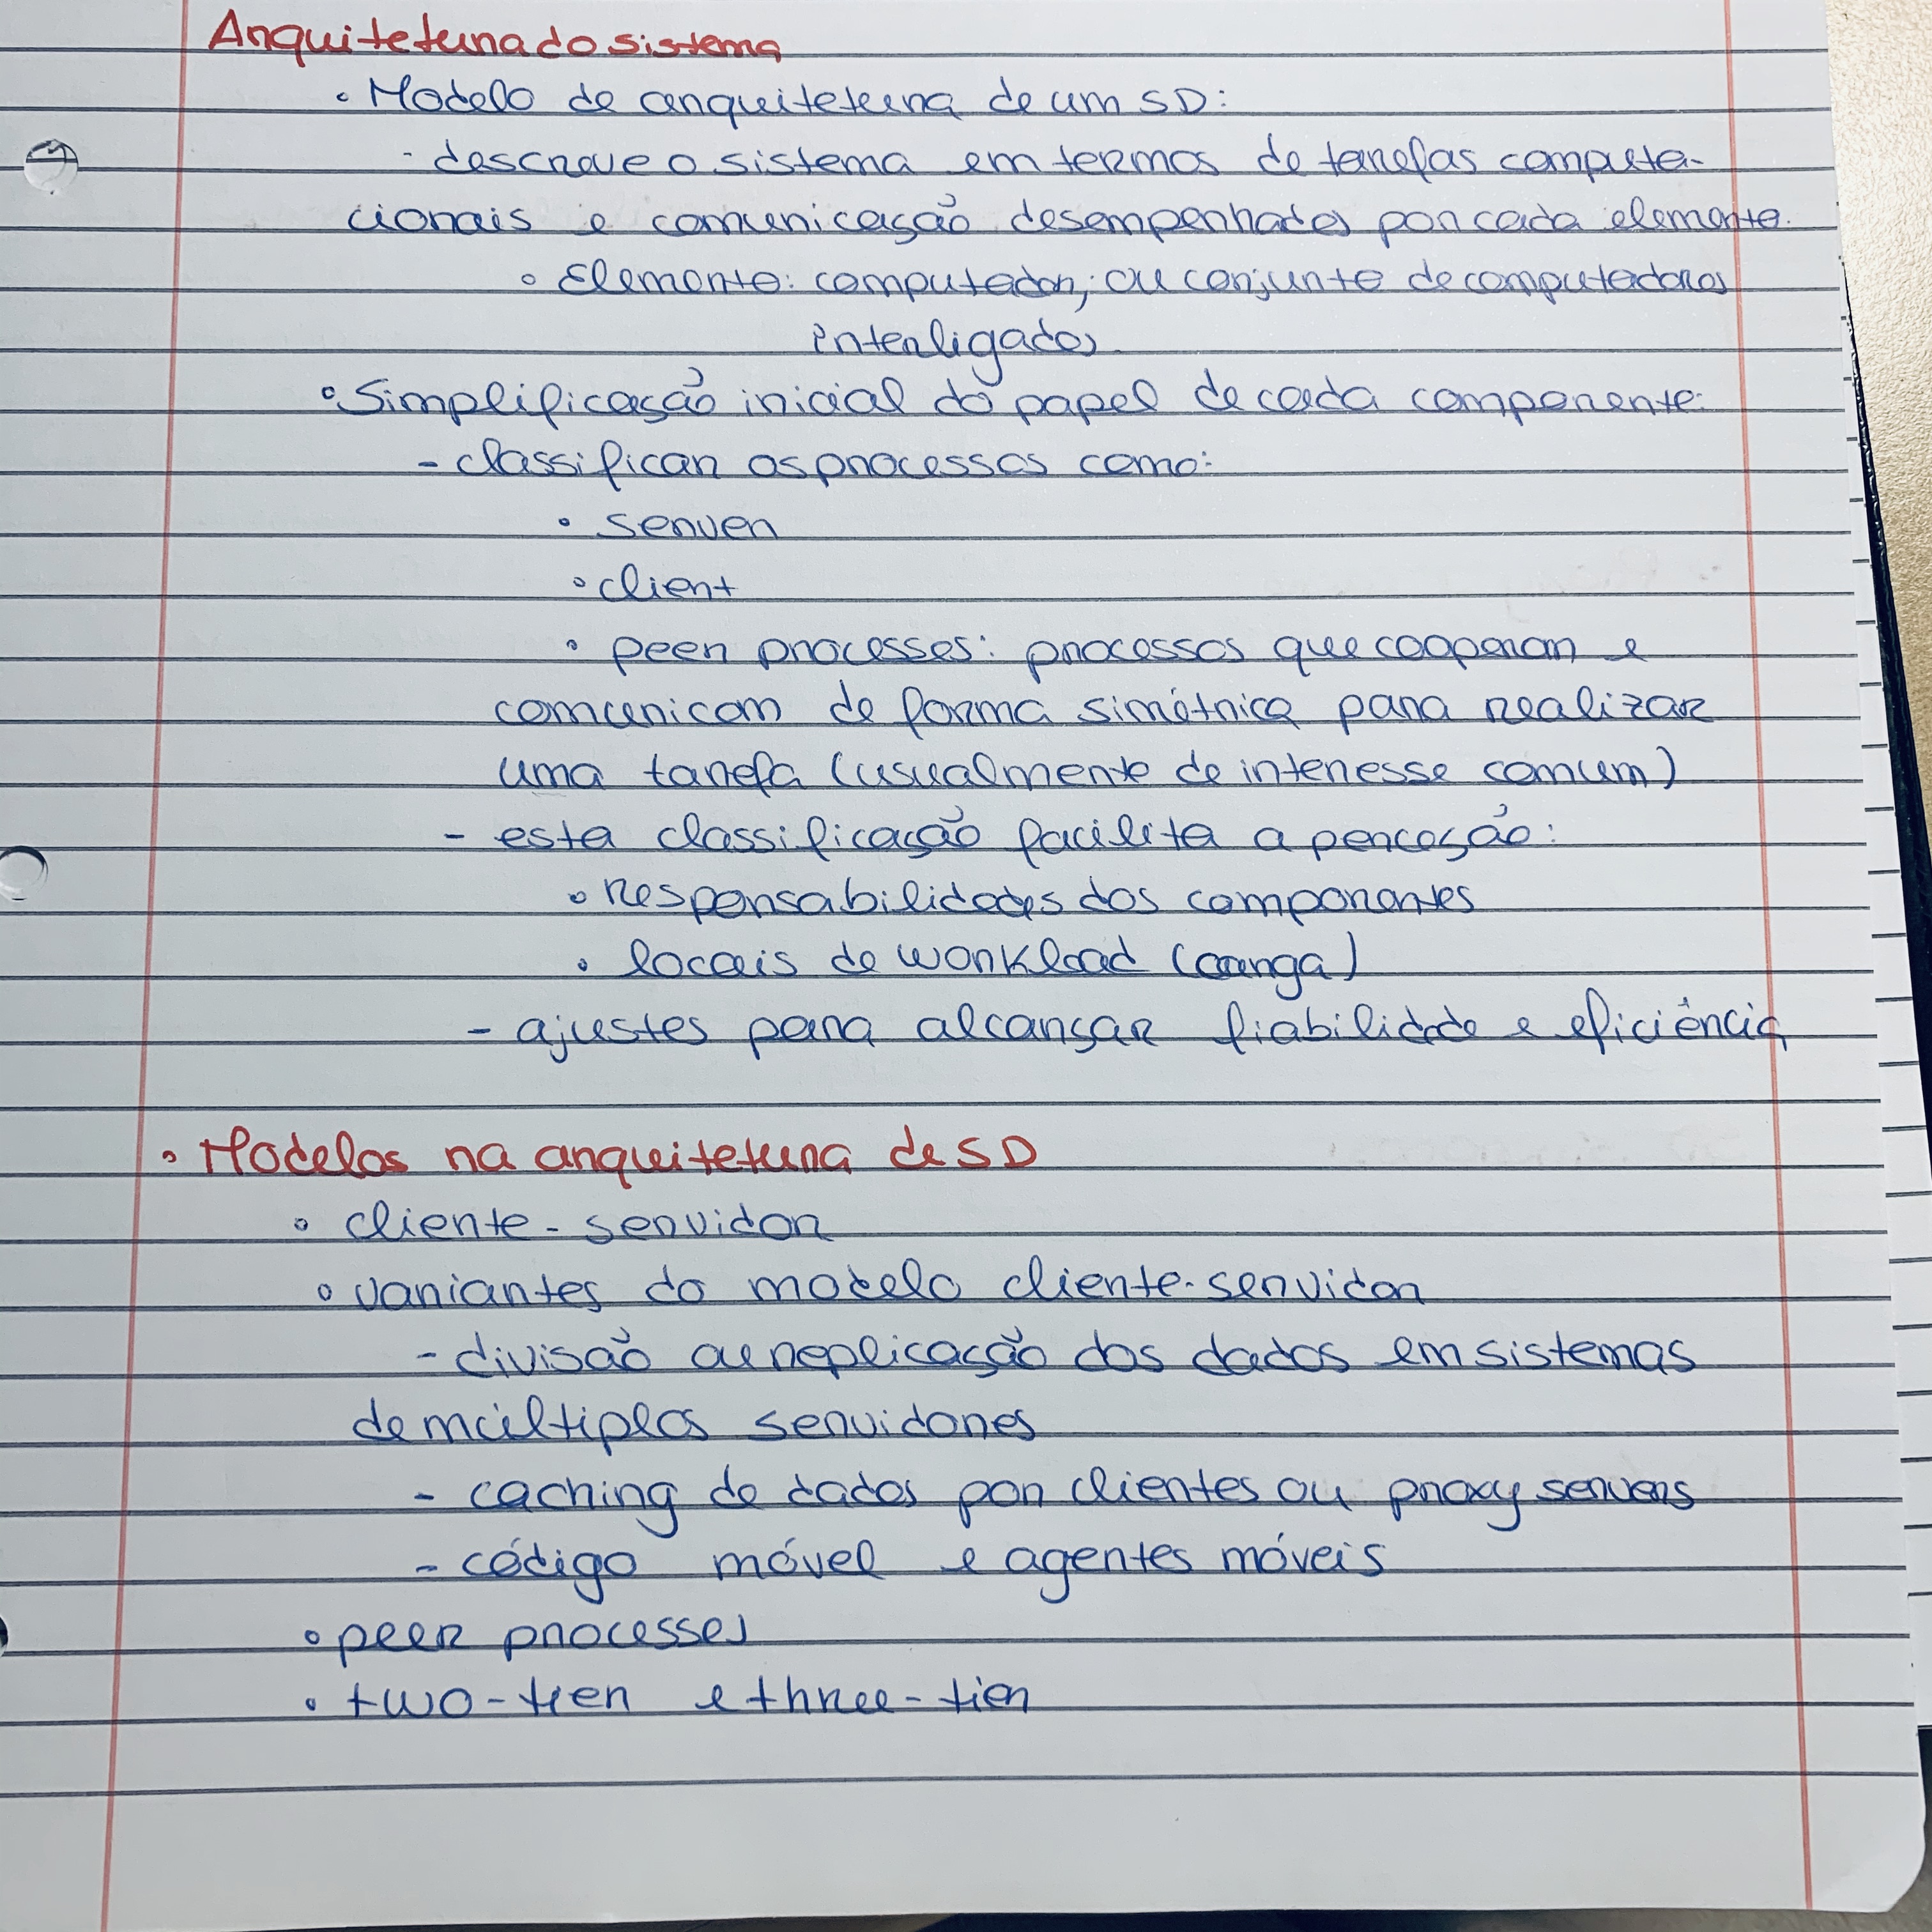 Arquitetura do sistema
• Modelo de arquitetura de um SD:
- descreve o sistema em termos de tarefas computa-
cionais e comunicação desempenhados por cada elemento.
• Elemento: computador, ou conjunto de computadores
interligados
• Simplificação inicial do papel de cada componente:
- classificar os processos como:
• server
• client
• peer processes: processos que cooperam e
comunicam de forma simétrica para realizar
uma tarefa (usualmente de interesse comum)
- esta classificação facilita a perceção:
• Responsabilidades dos componentes
• locais de workload (carga)
- ajustes para alcançar fiabilidade e eficiência
• Modelos na arquitetura de SD
• cliente-servidor
• variantes do modelo cliente-servidor
- divisão ou replicação dos dados em sistemas
de múltiplos servidores
- caching de dados por clientes ou proxy servers
- código móvel e agentes móveis
• peer processes
• two-tier e three-tier